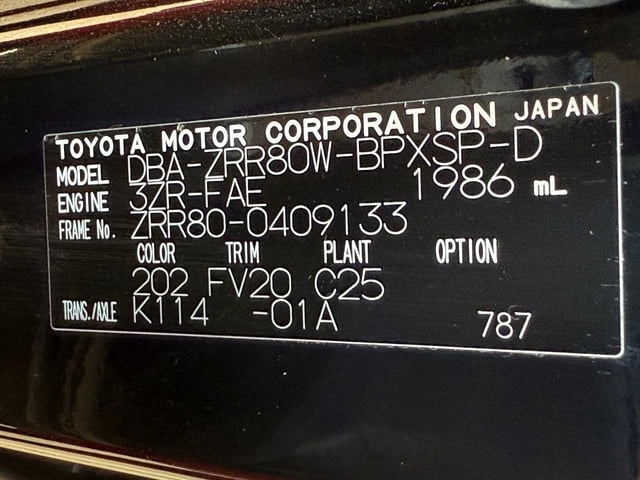 TOYOTA MOTOR CORPORATION JAPAN
MODEL DBA-ZRR80W-BPXSP-D
ENGINE 3ZR-FAE 1986 mL
FRAME No. ZRR80-0409133
COLOR TRIM PLANT OPTION
202 FV20 C25
TRANS./AXLE K114 -01A 787